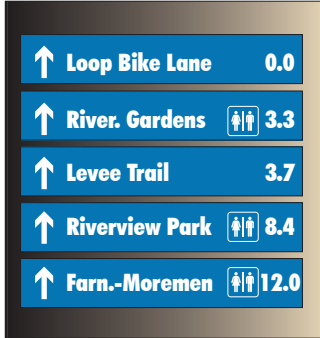 Loop Bike Lane 0.0
River. Gardens 3.3
Levee Trail 3.7
Riverview Park 8.4
Farn.-Moremen 12.0